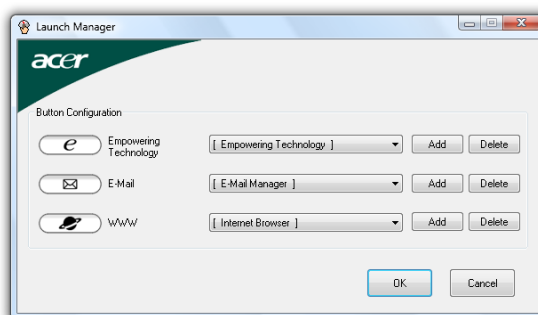 Launch Manager
acer
Button Configuration
e Empowering Technology [ Empowering Technology ] Add Delete
E-Mail [ E-Mail Manager ] Add Delete
WWW [ Internet Browser ] Add Delete
OK Cancel